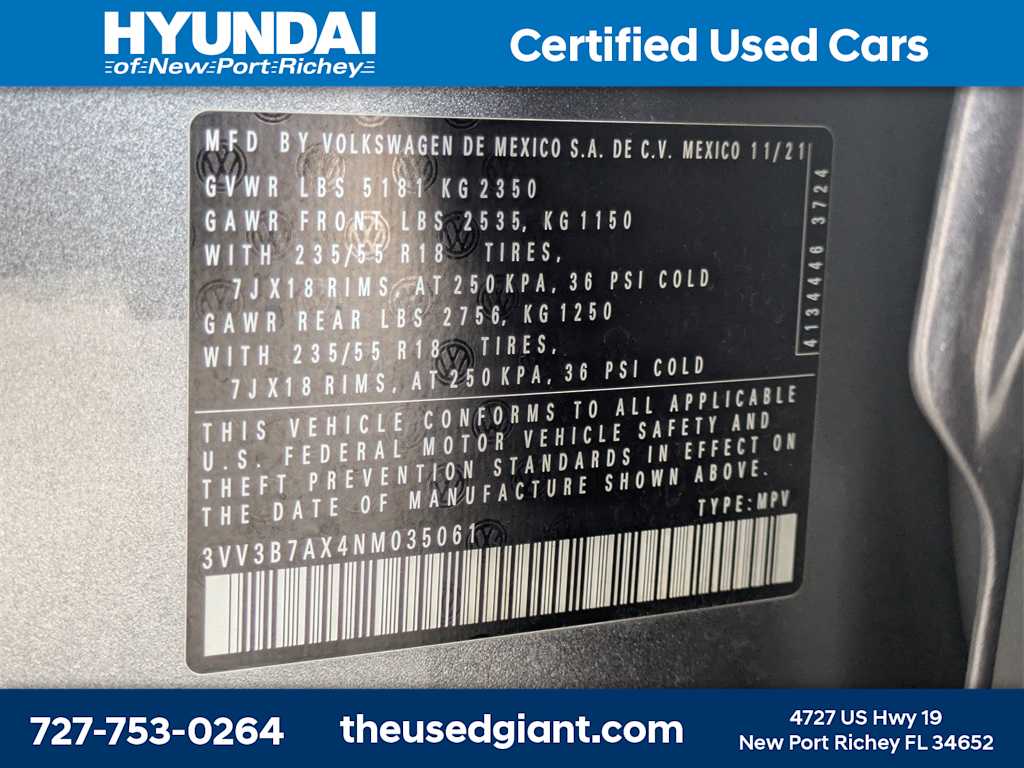 HYUNDAI
of New Port Richey
Certified Used Cars
MFD BY VOLKSWAGEN DE MEXICO S.A. DE C.V. MEXICO 11/21
GVWR LBS 5181 KG 2350
GAWR FRONT LBS 2535, KG 1150
WITH 235/55 R18 TIRES,
7JX18 RIMS, AT 250 KPA, 36 PSI COLD
GAWR REAR LBS 2756, KG 1250
WITH 235/55 R18 TIRES,
7JX18 RIMS, AT 250 KPA, 36 PSI COLD
4134446 3724
THIS VEHICLE CONFORMS TO ALL APPLICABLE
U.S. FEDERAL MOTOR VEHICLE SAFETY AND
THEFT PREVENTION STANDARDS IN EFFECT ON
THE DATE OF MANUFACTURE SHOWN ABOVE.
TYPE: MPV
3VV3B7AX4NM035061
727-753-0264
theusedgiant.com
4727 US Hwy 19
New Port Richey FL 34652